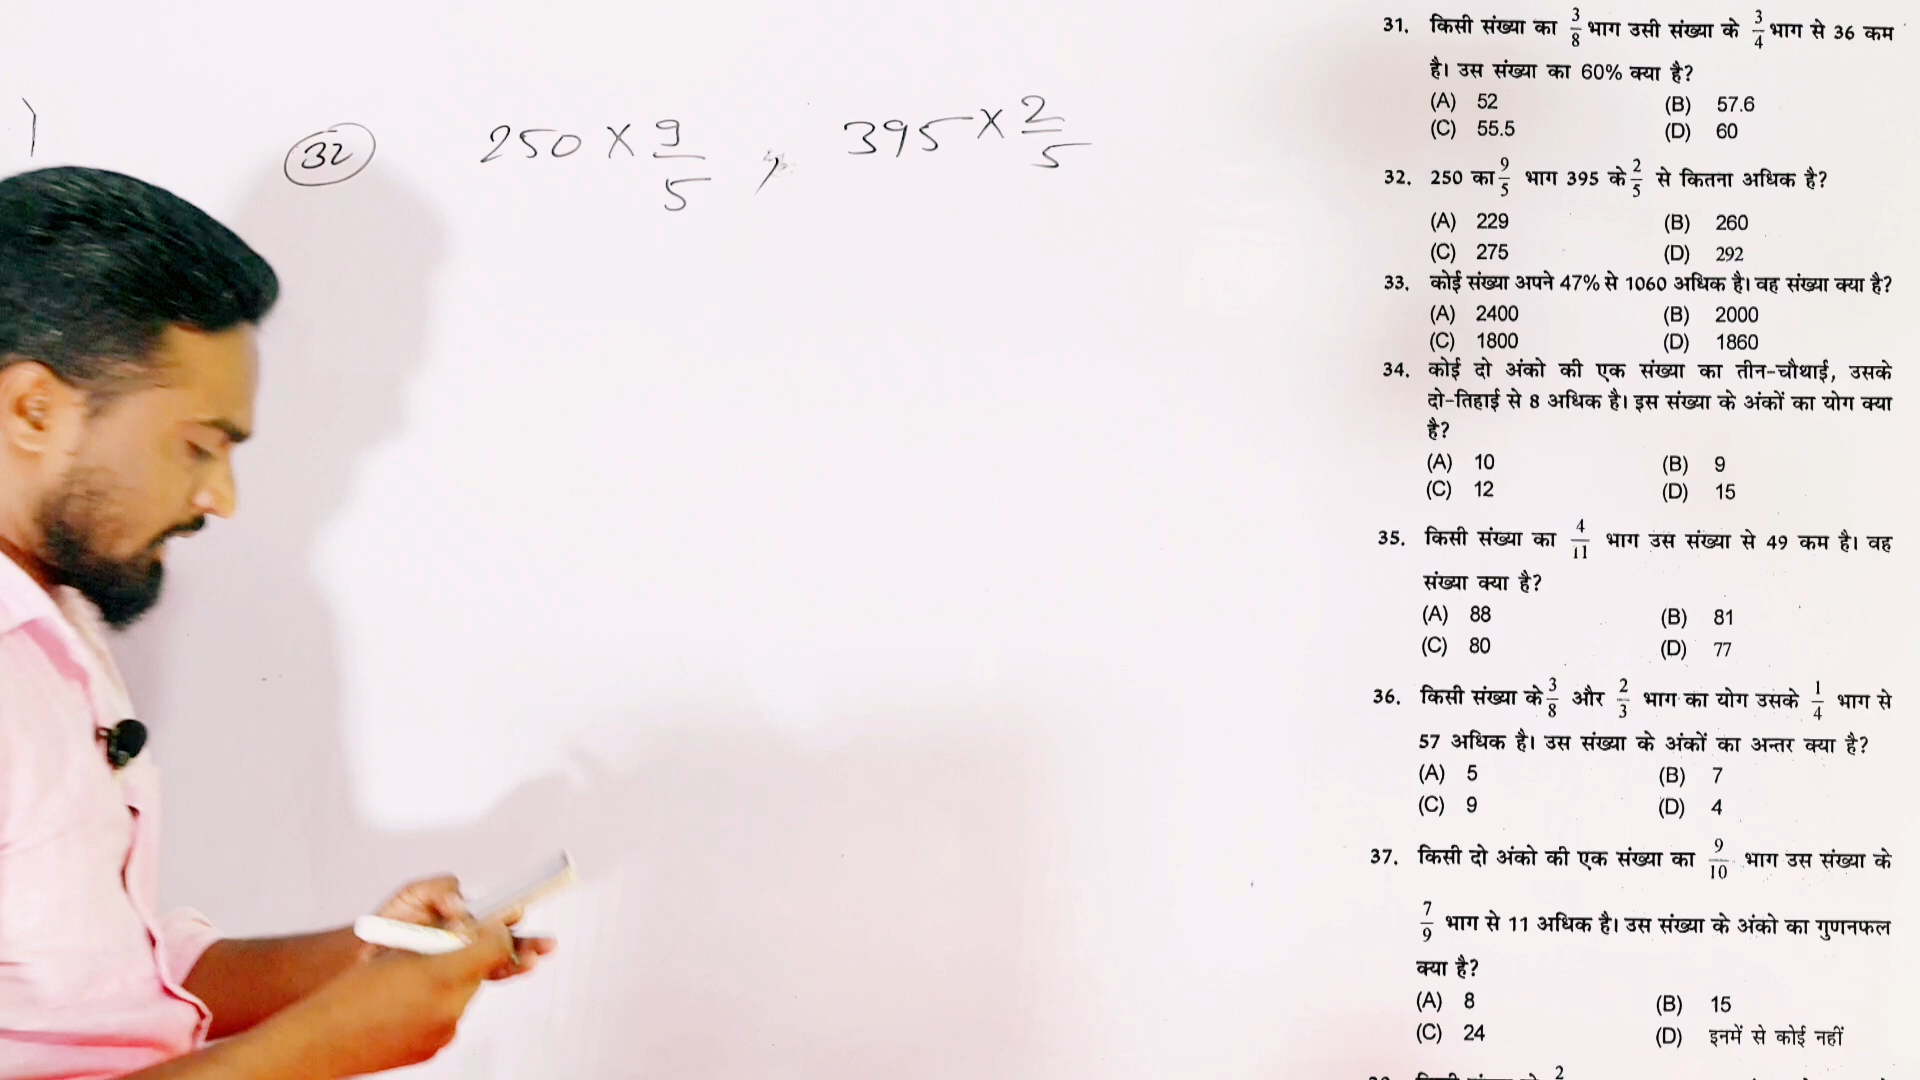 32 250 × 9/5 , 395 × 2/5
31. किसी संख्या का 3/8 भाग उसी संख्या के 3/4 भाग से 36 कम
है। उस संख्या का 60% क्या है?
(A) 52 (B) 57.6
(C) 55.5 (D) 60
32. 250 का 9/5 भाग 395 के 2/5 से कितना अधिक है?
(A) 229 (B) 260
(C) 275 (D) 292
33. कोई संख्या अपने 47% से 1060 अधिक है। वह संख्या क्या है?
(A) 2400 (B) 2000
(C) 1800 (D) 1860
34. कोई दो अंको की एक संख्या का तीन-चौथाई, उसके
दो-तिहाई से 8 अधिक है। इस संख्या के अंकों का योग क्या
है?
(A) 10 (B) 9
(C) 12 (D) 15
35. किसी संख्या का 4/11 भाग उस संख्या से 49 कम है। वह
संख्या क्या है?
(A) 88 (B) 81
(C) 80 (D) 77
36. किसी संख्या के 3/8 और 2/3 भाग का योग उसके 1/4 भाग से
57 अधिक है। उस संख्या के अंकों का अन्तर क्या है?
(A) 5 (B) 7
(C) 9 (D) 4
37. किसी दो अंको की एक संख्या का 9/10 भाग उस संख्या के
7/9 भाग से 11 अधिक है। उस संख्या के अंको का गुणनफल
क्या है?
(A) 8 (B) 15
(C) 24 (D) इनमें से कोई नहीं